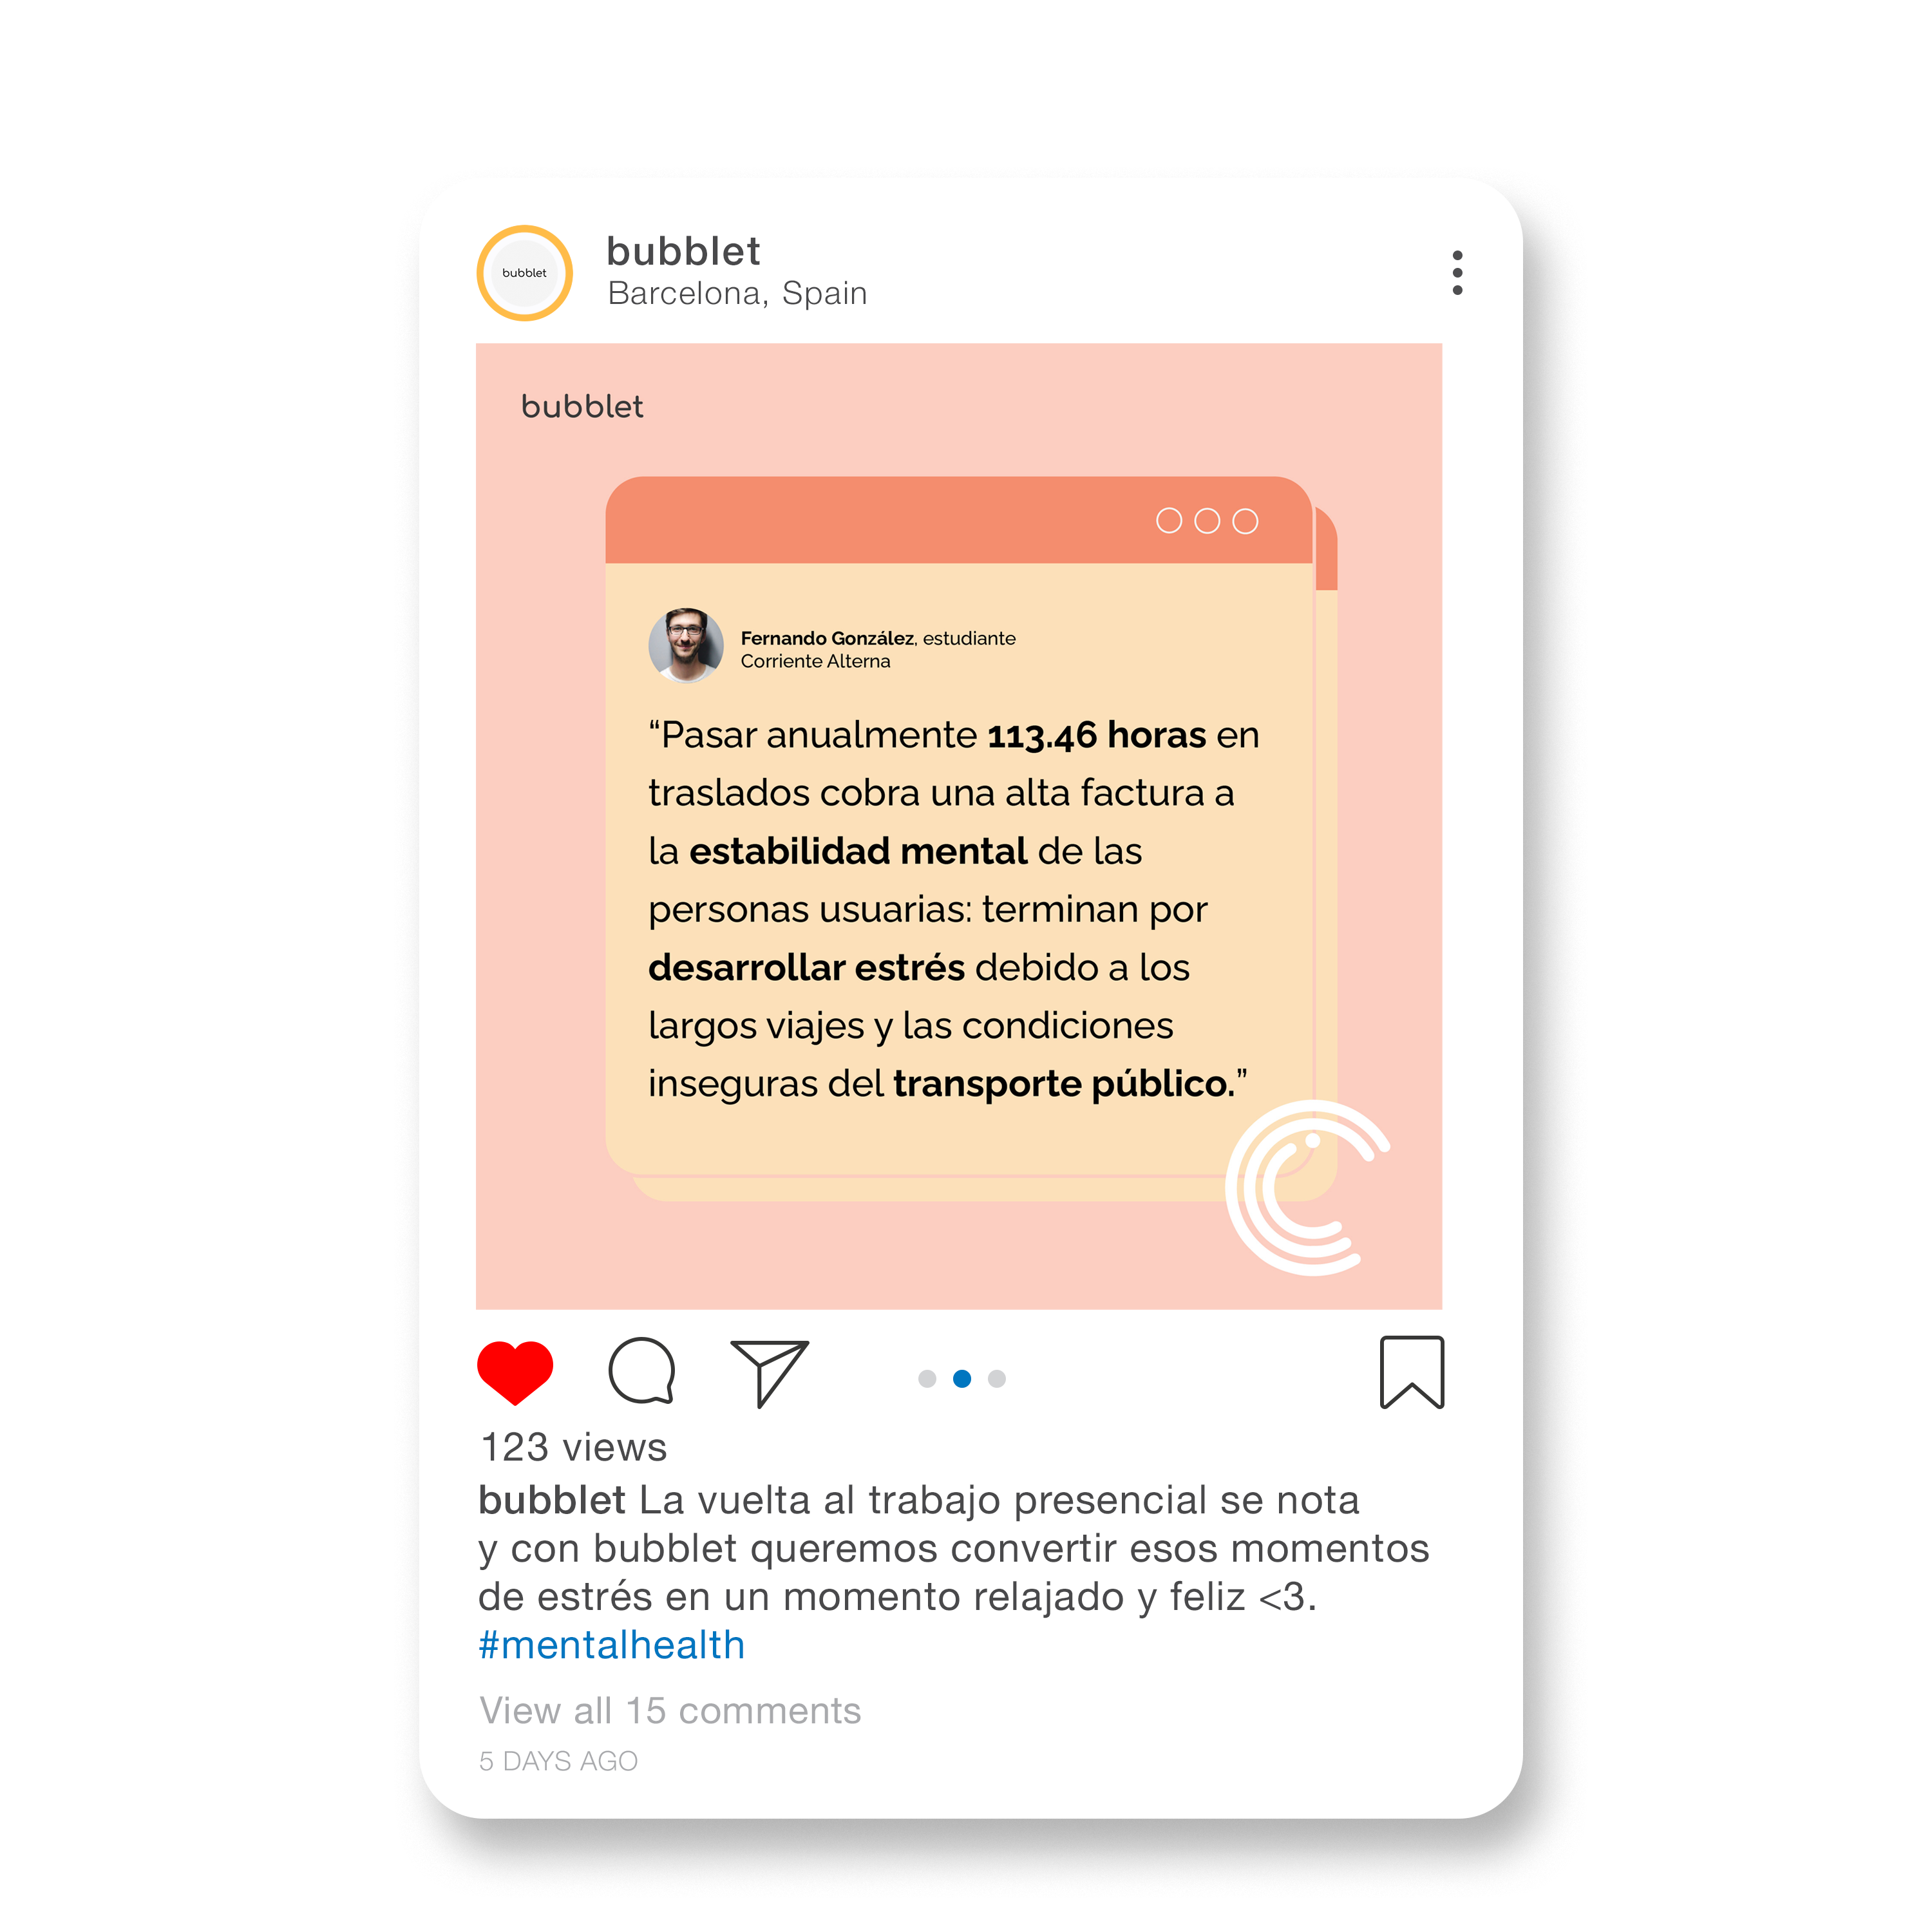 bubblet
bubblet
Barcelona, Spain
bubblet
Fernando González, estudiante
Corriente Alterna
“Pasar anualmente 113.46 horas en
traslados cobra una alta factura a
la estabilidad mental de las
personas usuarias: terminan por
desarrollar estrés debido a los
largos viajes y las condiciones
inseguras del transporte público.”
123 views
bubblet La vuelta al trabajo presencial se nota
y con bubblet queremos convertir esos momentos
de estrés en un momento relajado y feliz <3.
#mentalhealth
View all 15 comments
5 DAYS AGO